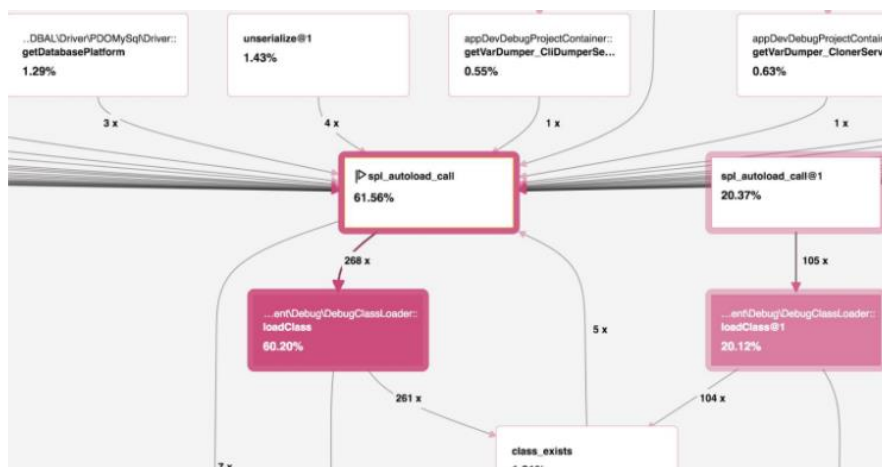 ..DBAL\Driver\PDOMySql\Driver::
getDatabasePlatform
1.29%
unserialize@1
1.43%
appDevDebugProjectContainer::
getVarDumper_CliDumperSe...
0.55%
appDevDebugProjectContain
getVarDumper_ClonerServ
0.63%
3 x
4 x
1 x
1 x
spl_autoload_call
61.56%
spl_autoload_call@1
20.37%
268 x
105 x
...ent\Debug\DebugClassLoader::
loadClass
60.20%
...ent\Debug\DebugClassLoader::
loadClass@1
20.12%
5 x
261 x
104 x
class_exists
7 x